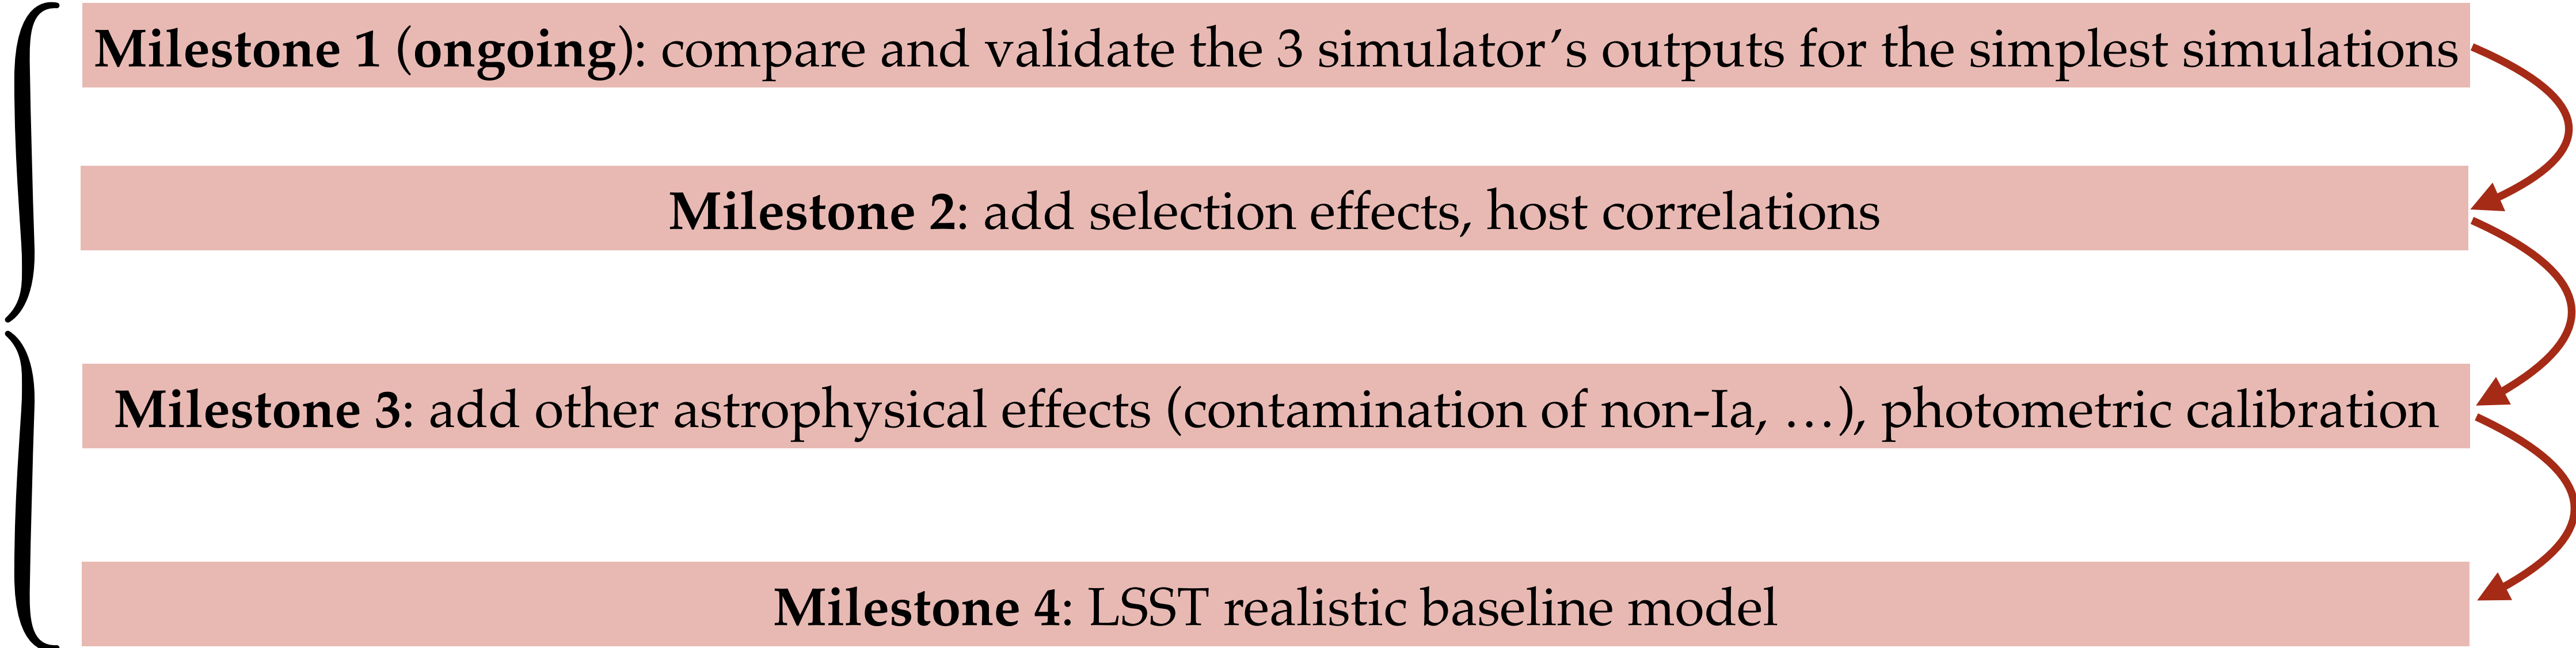 Milestone 1 (ongoing): compare and validate the 3 simulator’s outputs for the simplest simulations
Milestone 2: add selection effects, host correlations
Milestone 3: add other astrophysical effects (contamination of non-Ia, …), photometric calibration
Milestone 4: LSST realistic baseline model